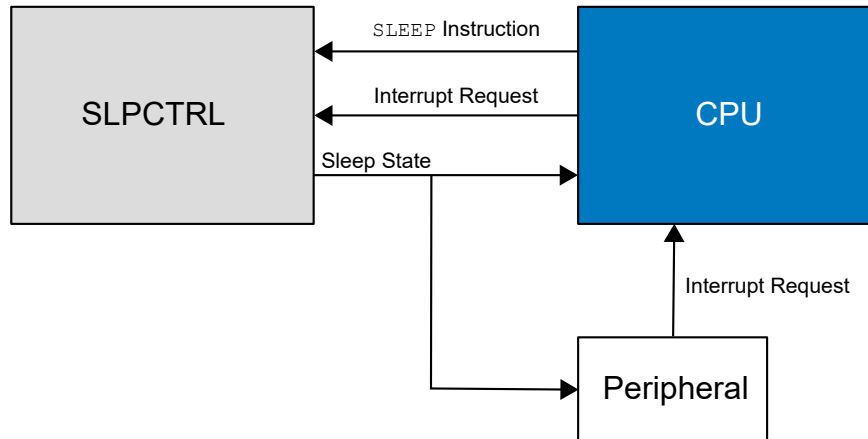 SLEEP Instruction
SLPCTRL
Interrupt Request
CPU
Sleep State
Interrupt Request
Peripheral